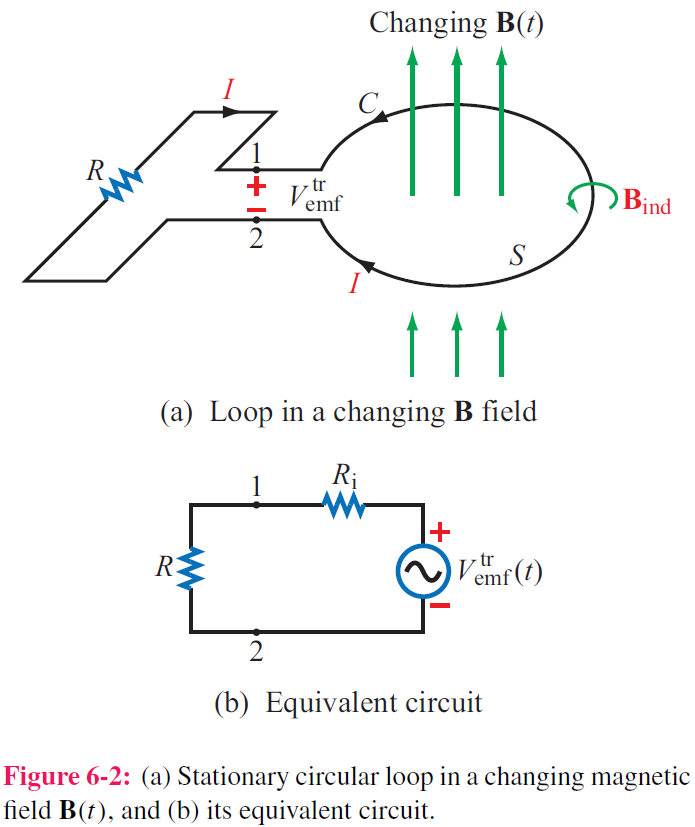 Changing B(t)
I
C
1
R
+
V^tr_emf
–
2
B_ind
S
I
(a) Loop in a changing B field
R_i
1
+
R
V^tr_emf(t)
–
2
(b) Equivalent circuit
Figure 6-2: (a) Stationary circular loop in a changing magnetic
field B(t), and (b) its equivalent circuit.